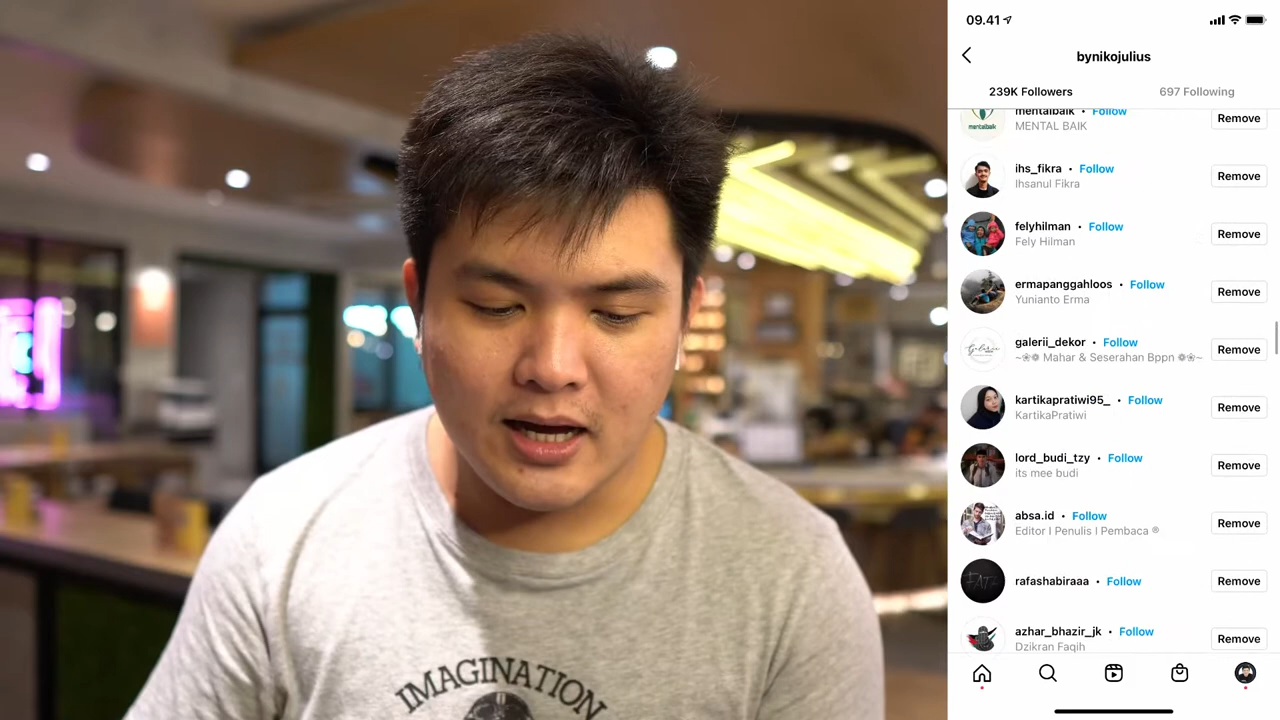 09.41
bynikojulius
239K Followers
697 Following
mentalbaik • Follow
MENTAL BAIK
Remove
mentalbaik
ihs_fikra • Follow
Ihsanul Fikra
Remove
felyhilman • Follow
Fely Hilman
Remove
ermapanggahloos • Follow
Yunianto Erma
Remove
galerii_dekor • Follow
~❀❁ Mahar & Seserahan Bppn ❁❀~
Remove
kartikapratiwi95_ • Follow
KartikaPratiwi
Remove
lord_budi_tzy • Follow
its mee budi
Remove
absa.id • Follow
Editor I Penulis I Pembaca ®
Remove
rafashabiraaa • Follow
Remove
azhar_bhazir_jk • Follow
Dzikran Faqih
Remove
IMAGINATION